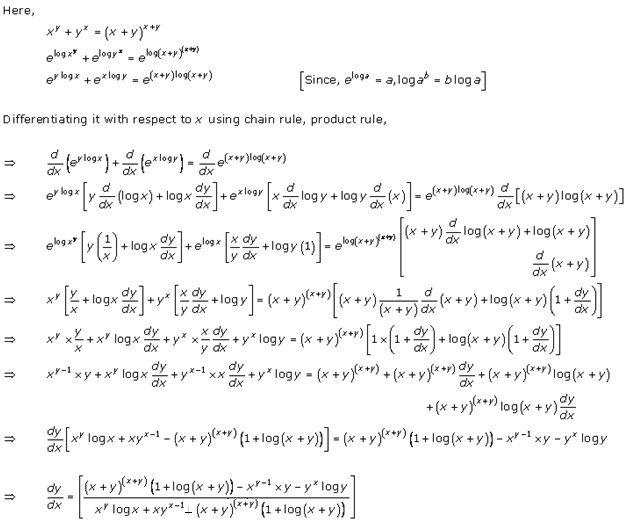 Here,
x^y + y^x = (x + y)^(x+y)
e^(log x^y) + e^(log y^x) = e^(log(x+y)^(x+y))
e^(y log x) + e^(x log y) = e^((x+y)log(x+y)) [Since, e^(log a) = a, log a^b = b log a]
Differentiating it with respect to x using chain rule, product rule,
⇒ d/dx (e^(y log x)) + d/dx (e^(x log y)) = d/dx e^((x+y)log(x+y))
⇒ e^(y log x) [y d/dx (log x) + log x dy/dx] + e^(x log y) [x d/dx log y + log y d/dx (x)] = e^((x+y)log(x+y)) d/dx [(x + y) log(x + y)]
⇒ e^(log x^y) [y (1/x) + log x dy/dx] + e^(log x) [x/y dy/dx + log y (1)] = e^(log(x+y)^(x+y)) [(x + y) d/dx log(x + y) + log(x + y)
d/dx (x + y)]
⇒ x^y [y/x + log x dy/dx] + y^x [x/y dy/dx + log y] = (x + y)^(x+y) [(x + y) 1/(x + y) d/dx (x + y) + log(x + y) (1 + dy/dx)]
⇒ x^y × y/x + x^y log x dy/dx + y^x × x/y dy/dx + y^x log y = (x + y)^(x+y) [1 × (1 + dy/dx) + log(x + y) (1 + dy/dx)]
⇒ x^(y-1) × y + x^y log x dy/dx + y^(x-1) × x dy/dx + y^x log y = (x + y)^(x+y) + (x + y)^(x+y) dy/dx + (x + y)^(x+y) log(x + y)
+ (x + y)^(x+y) log(x + y) dy/dx
⇒ dy/dx [x^y log x + xy^(x-1) − (x + y)^(x+y) (1 + log(x + y))] = (x + y)^(x+y) (1 + log(x + y)) − x^(y-1) × y − y^x log y
⇒ dy/dx = [((x + y)^(x+y) (1 + log(x + y)) − x^(y-1) × y − y^x log y) / (x^y log x + xy^(x-1) − (x + y)^(x+y) (1 + log(x + y)))]